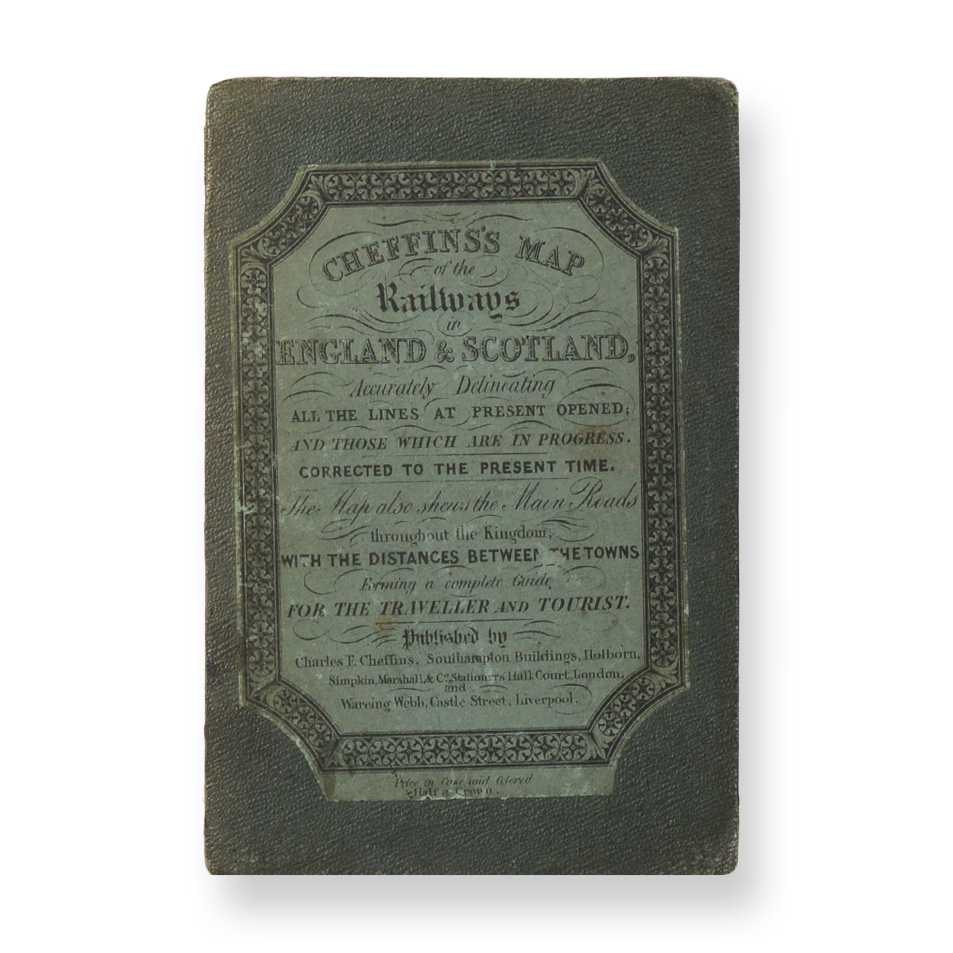 CHEFFINS'S MAP
of the
Railways
in
ENGLAND & SCOTLAND,
Accurately Delineating
ALL THE LINES AT PRESENT OPENED;
AND THOSE WHICH ARE IN PROGRESS.
CORRECTED TO THE PRESENT TIME.
The Map also shews the Main Roads
throughout the Kingdom,
WITH THE DISTANCES BETWEEN THE TOWNS
Forming a complete Guide
FOR THE TRAVELLER AND TOURIST.
Published by
Charles F. Cheffins, Southampton Buildings, Holborn,
Simpkin, Marshall, & Co. Stationers Hall Court, London,
and
Wareing Webb, Castle Street, Liverpool.
Price in Case and Colored
Half a Crown.